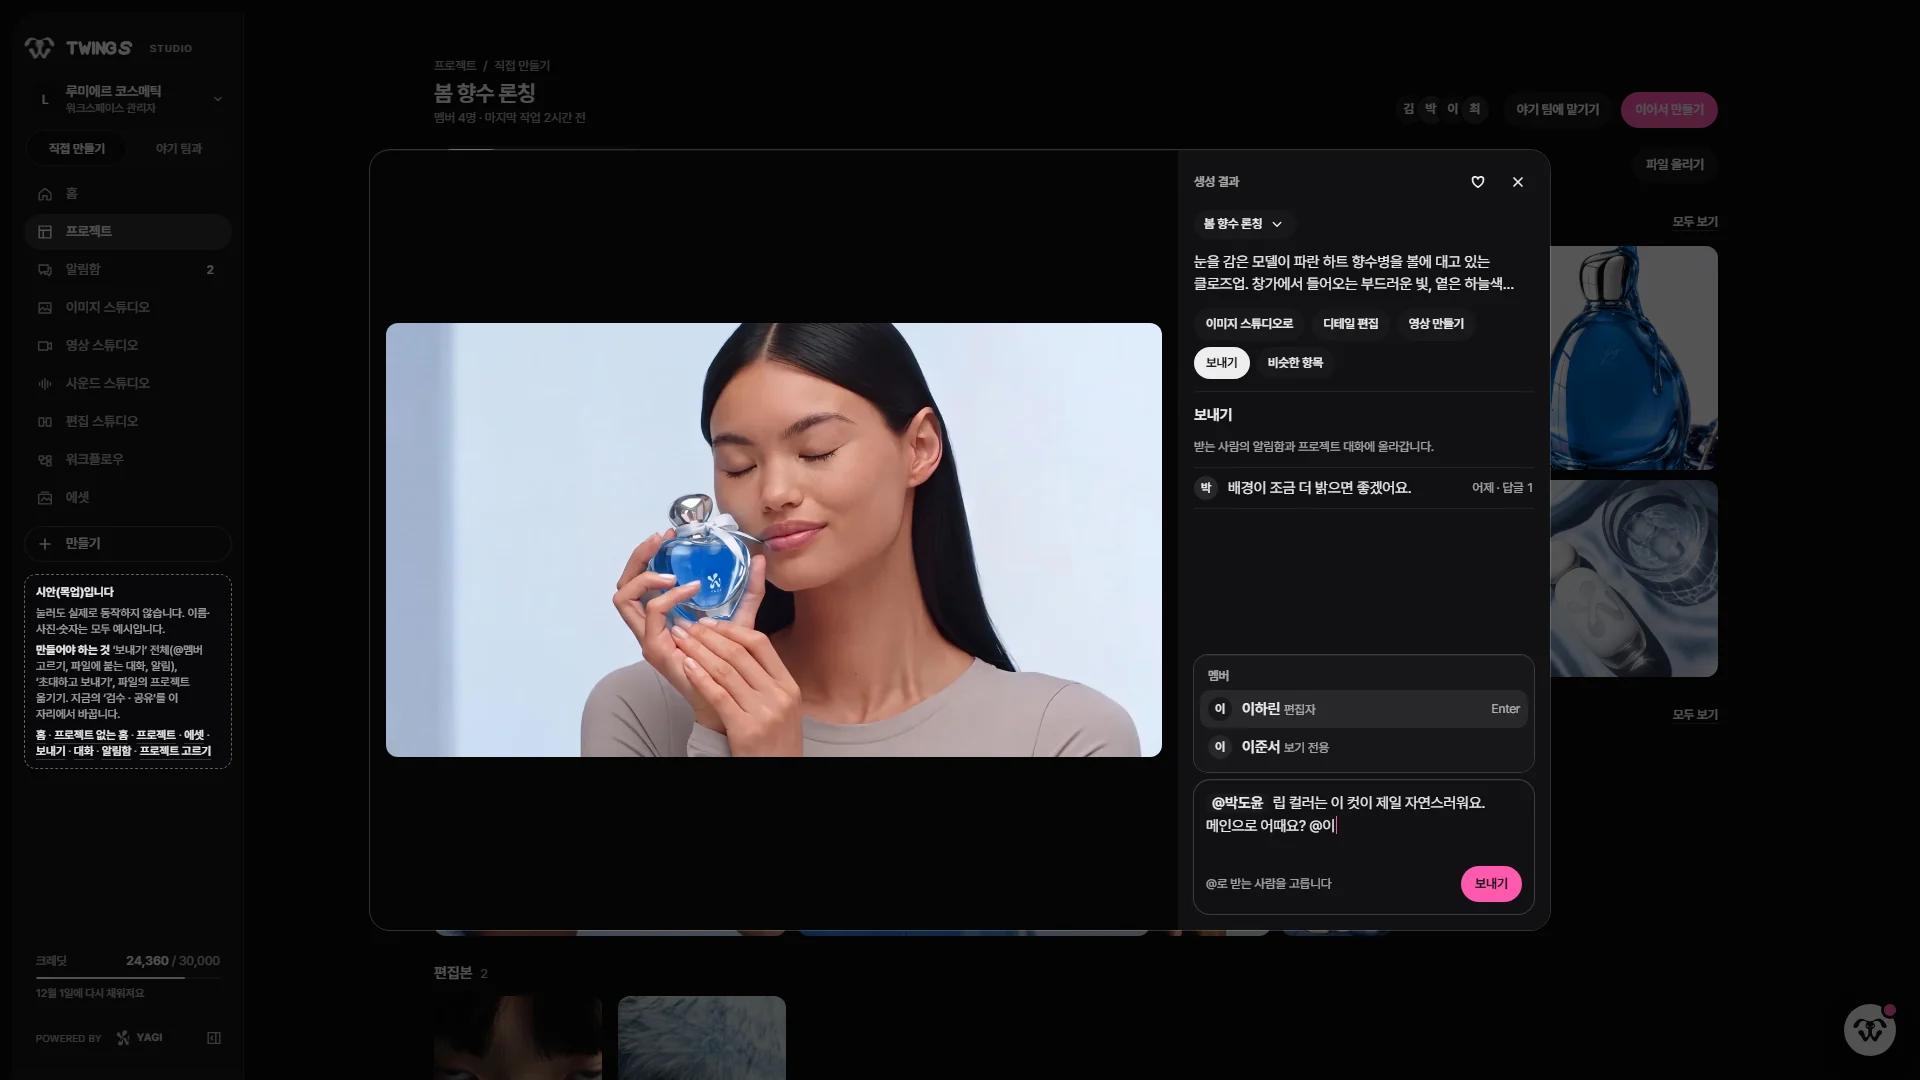 TWINGS STUDIO
루미에르 코스메틱
L
워크스페이스 관리자
직접 만들기 야기 팀과
홈
프로젝트
알림함 2
이미지 스튜디오
영상 스튜디오
사운드 스튜디오
편집 스튜디오
워크플로우
에셋
만들기
시안(목업)입니다
눌러도 실제로 동작하지 않습니다. 이름·
사진·숫자는 모두 예시입니다.
만들어야 하는 것 ‘보내기’ 전체(@멤버
고르기, 파일에 붙는 대화, 알림),
‘초대하고 보내기’, 파일의 프로젝트
옮기기. 지금의 ‘검수 · 공유’를 이
자리에서 바꿉니다.
홈 · 프로젝트 없는 홈 · 프로젝트 · 에셋 ·
보내기 · 대화 · 알림함 · 프로젝트 고르기
크레딧 24,360 / 30,000
12월 1일에 다시 채워져요
POWERED BY YAGI
프로젝트 / 직접 만들기
봄 향수 론칭
멤버 4명 · 마지막 작업 2시간 전
김 박 이 최 야기 팀에 맡기기 이어서 만들기
파일 올리기
모두 보기
모두 보기
편집본 2
생성 결과
봄 향수 론칭
눈을 감은 모델이 파란 하트 향수병을 볼에 대고 있는
클로즈업. 창가에서 들어오는 부드러운 빛, 옅은 하늘색...
이미지 스튜디오로 디테일 편집 영상 만들기
보내기 비슷한 항목
보내기
받는 사람의 알림함과 프로젝트 대화에 올라갑니다.
박 배경이 조금 더 밝으면 좋겠어요. 어제 · 답글 1
멤버
이 이하린 편집자 Enter
이 이준서 보기 전용
@박도윤 립 컬러는 이 컷이 제일 자연스러워요.
메인으로 어때요? @이
@로 받는 사람을 고릅니다 보내기
YAGI